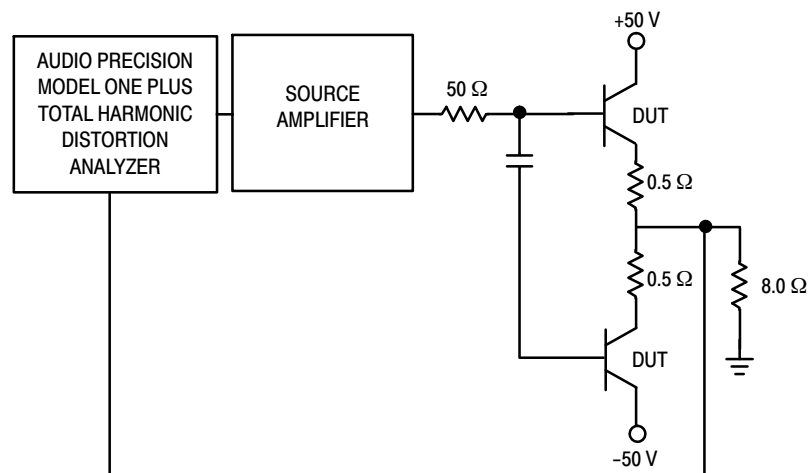 AUDIO PRECISION
MODEL ONE PLUS
TOTAL HARMONIC
DISTORTION
ANALYZER
SOURCE
AMPLIFIER
50 Ω
+50 V
DUT
0.5 Ω
0.5 Ω
8.0 Ω
DUT
–50 V